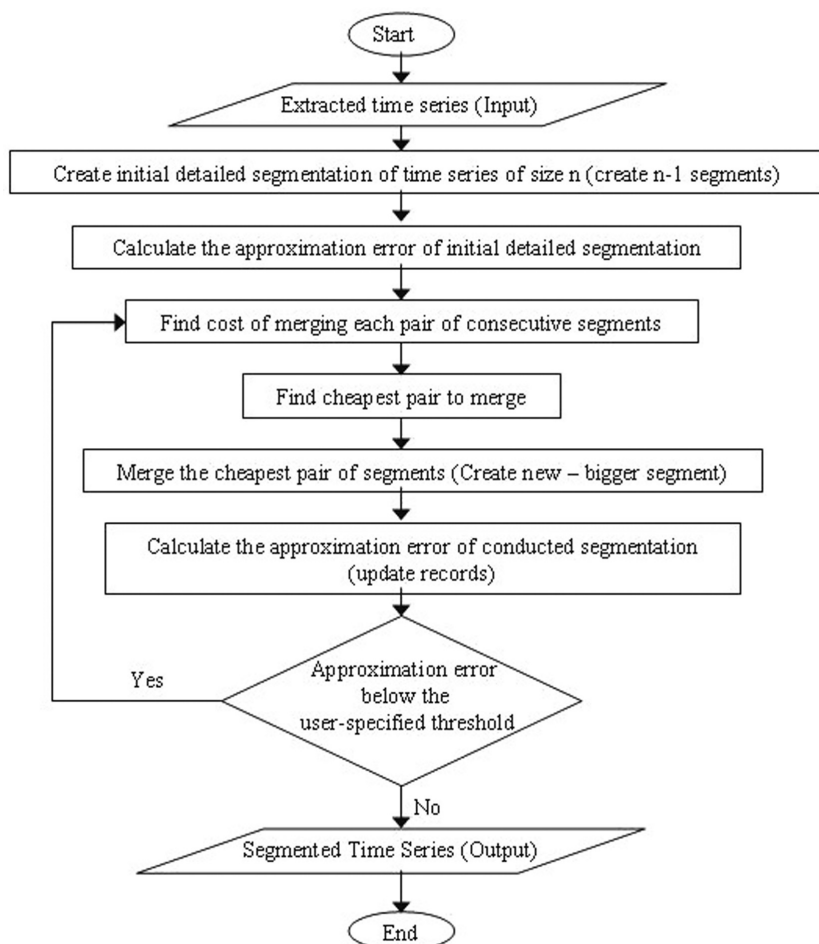 Start
Extracted time series (Input)
Create initial detailed segmentation of time series of size n (create n-1 segments)
Calculate the approximation error of initial detailed segmentation
Find cost of merging each pair of consecutive segments
Find cheapest pair to merge
Merge the cheapest pair of segments (Create new – bigger segment)
Calculate the approximation error of conducted segmentation
(update records)
Yes
Approximation error
below the
user-specified threshold
No
Segmented Time Series (Output)
End